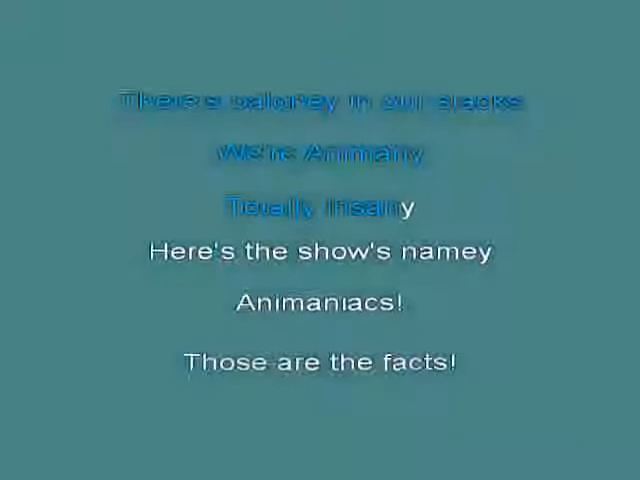 There's baloney in our slacks
We're Animany
Totally insany
Here's the show's namey
Animaniacs!
Those are the facts!